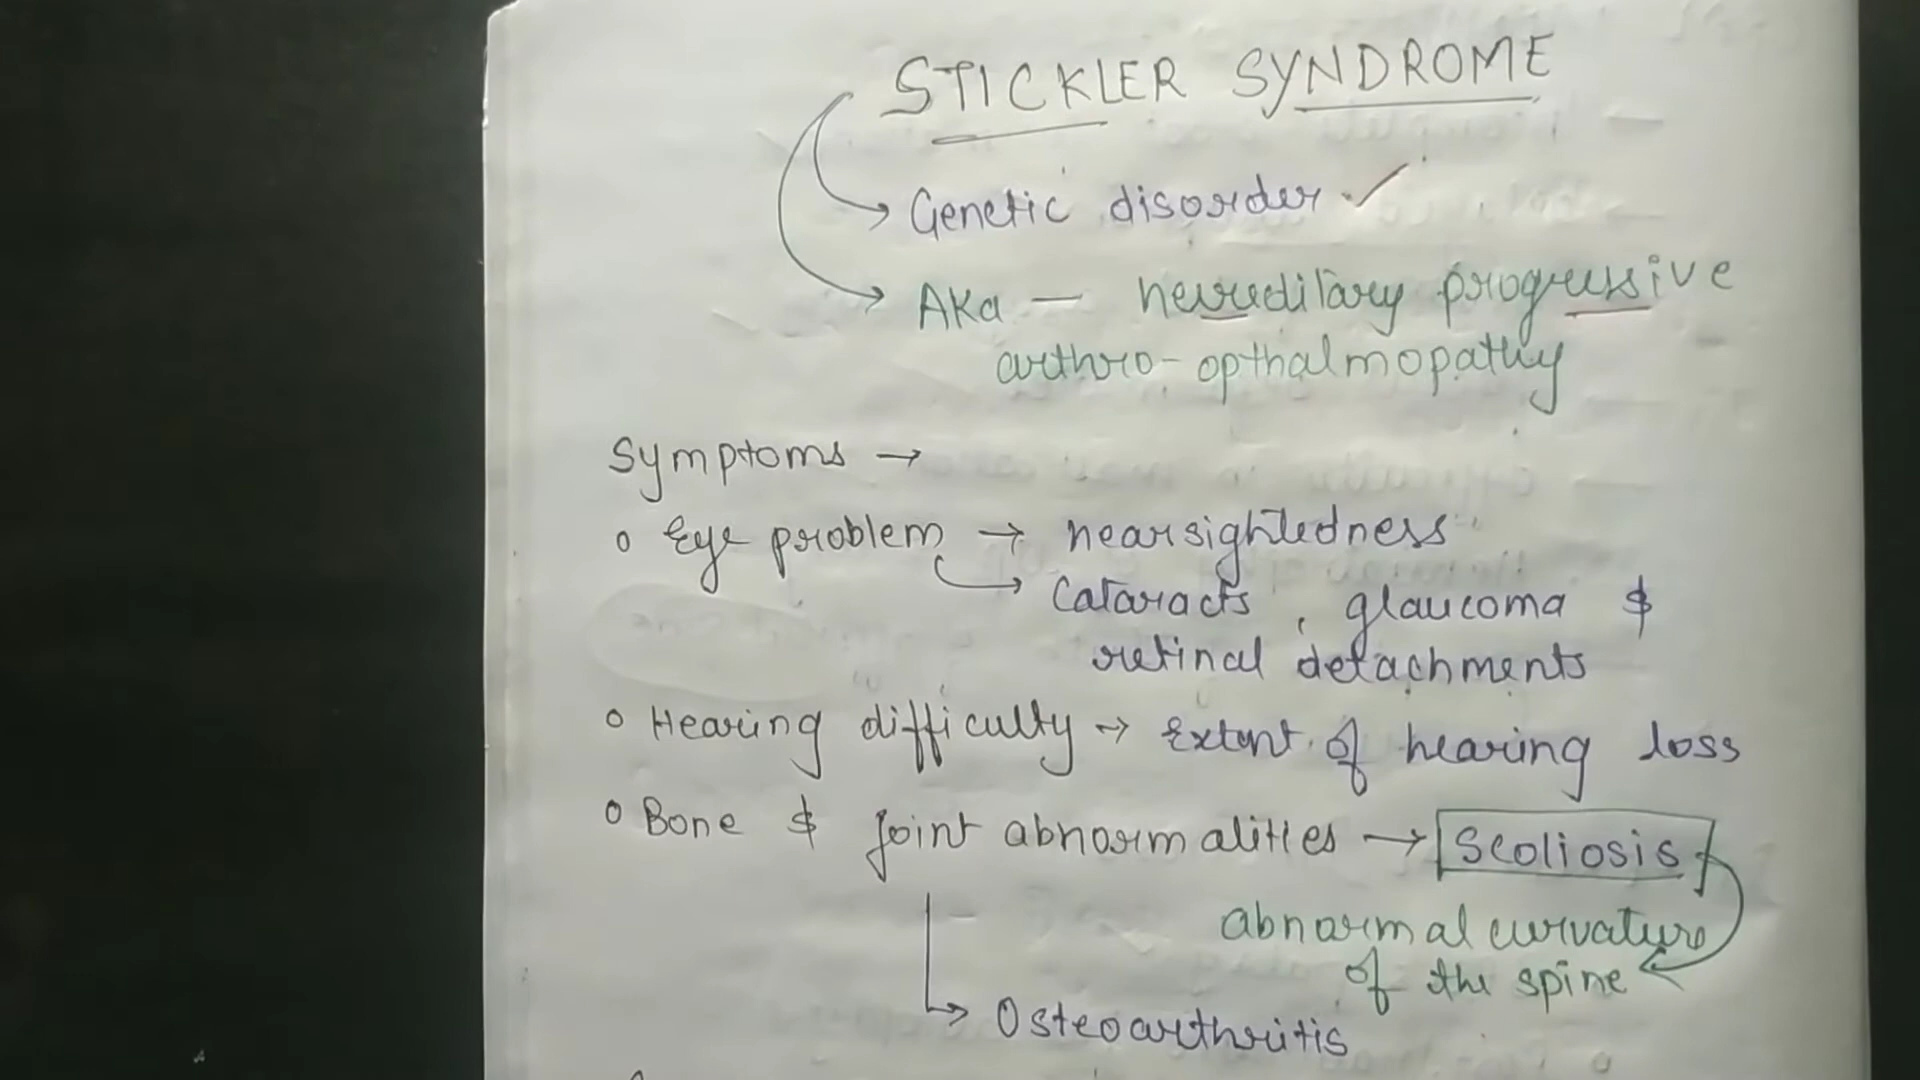 STICKLER SYNDROME
→ Genetic disorder ✓
→ Aka — hereditary progressive
arthro-opthalmopathy
Symptoms →
o Eye problem → nearsightedness
→ Cataracts, glaucoma &
retinal detachments
o Hearing difficulty → Extent of hearing loss
o Bone & Joint abnormalities → Scoliosis
abnormal curvature
of the spine
→ Osteoarthritis